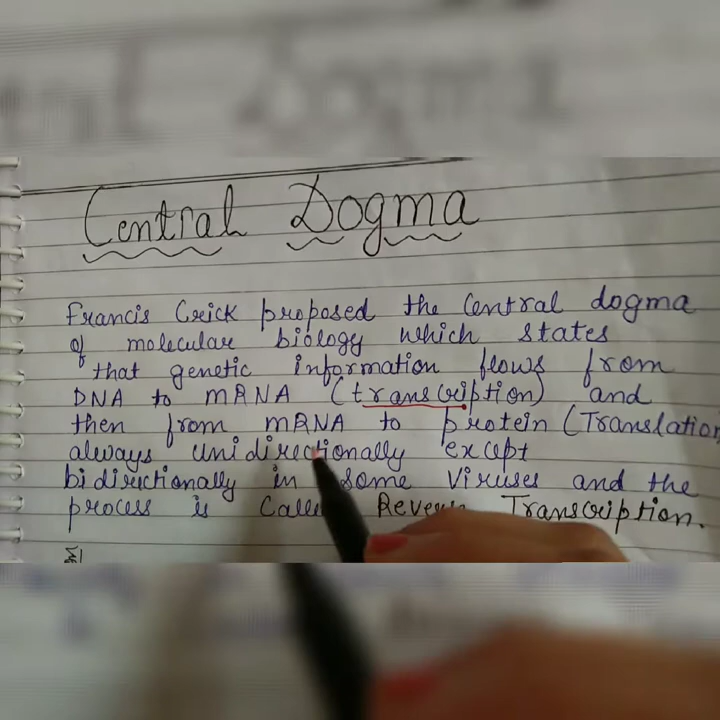 Central Dogma
Francis Crick proposed the Central dogma
of molecular biology which states
that genetic information flows from
DNA to mRNA (transcription) and
then from mRNA to protein (Translation
always unidirectionally except
bidirectionally in some viruses and the
process is Transcription.